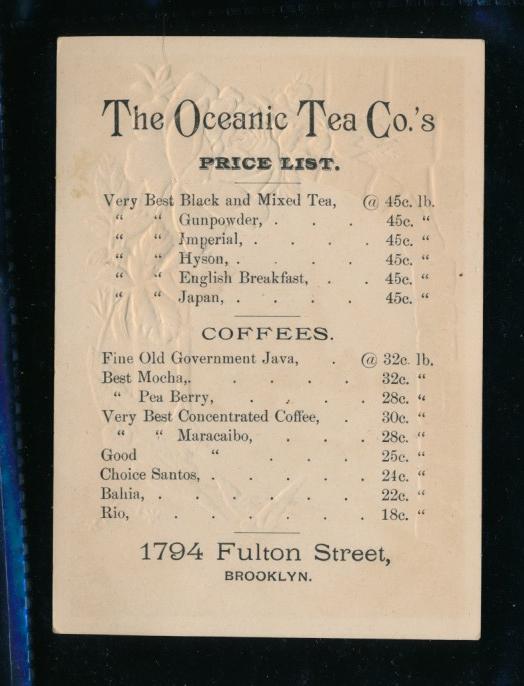 The Oceanic Tea Co.'s
PRICE LIST.
Very Best Black and Mixed Tea, @ 45c. lb.
“ “ Gunpowder, . . . 45c. “
“ “ Imperial, . . . . 45c. “
“ “ Hyson, . . . . 45c. “
“ “ English Breakfast, . . 45c. “
“ “ Japan, . . . . 45c. “
COFFEES.
Fine Old Government Java, . @ 32c. lb.
Best Mocha,. . . . . 32c. “
“ Pea Berry, . . . . 28c. “
Very Best Concentrated Coffee, . 30c. “
“ “ Maracaibo, . . . 28c. “
Good “ . . . . 25c. “
Choice Santos, . . . . . 24c. “
Bahia, . . . . . . 22c. “
Rio, . . . . . . 18c. “
1794 Fulton Street,
BROOKLYN.